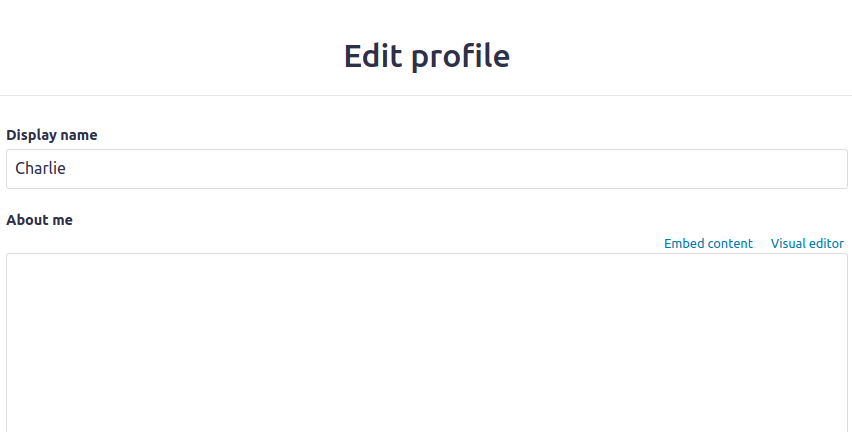 Edit profile
Display name
Charlie
About me
Embed content Visual editor